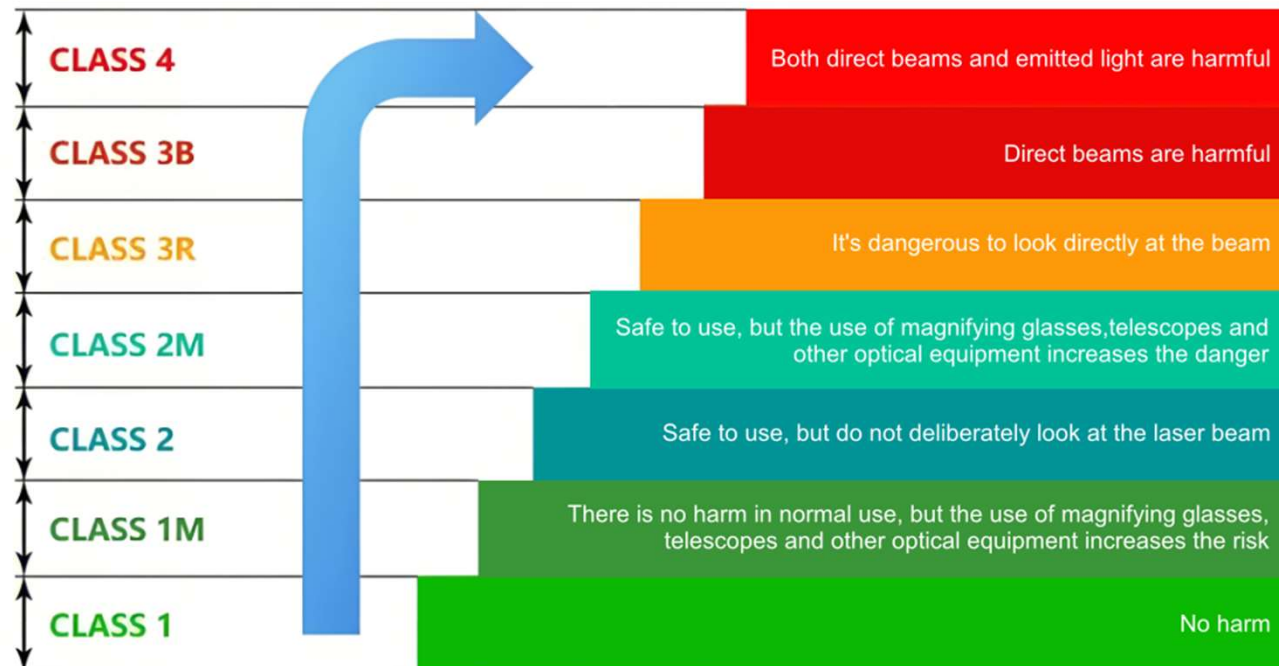 CLASS 4
Both direct beams and emitted light are harmful
CLASS 3B
Direct beams are harmful
CLASS 3R
It's dangerous to look directly at the beam
CLASS 2M
Safe to use, but the use of magnifying glasses,telescopes and
other optical equipment increases the danger
CLASS 2
Safe to use, but do not deliberately look at the laser beam
CLASS 1M
There is no harm in normal use, but the use of magnifying glasses,
telescopes and other optical equipment increases the risk
CLASS 1
No harm